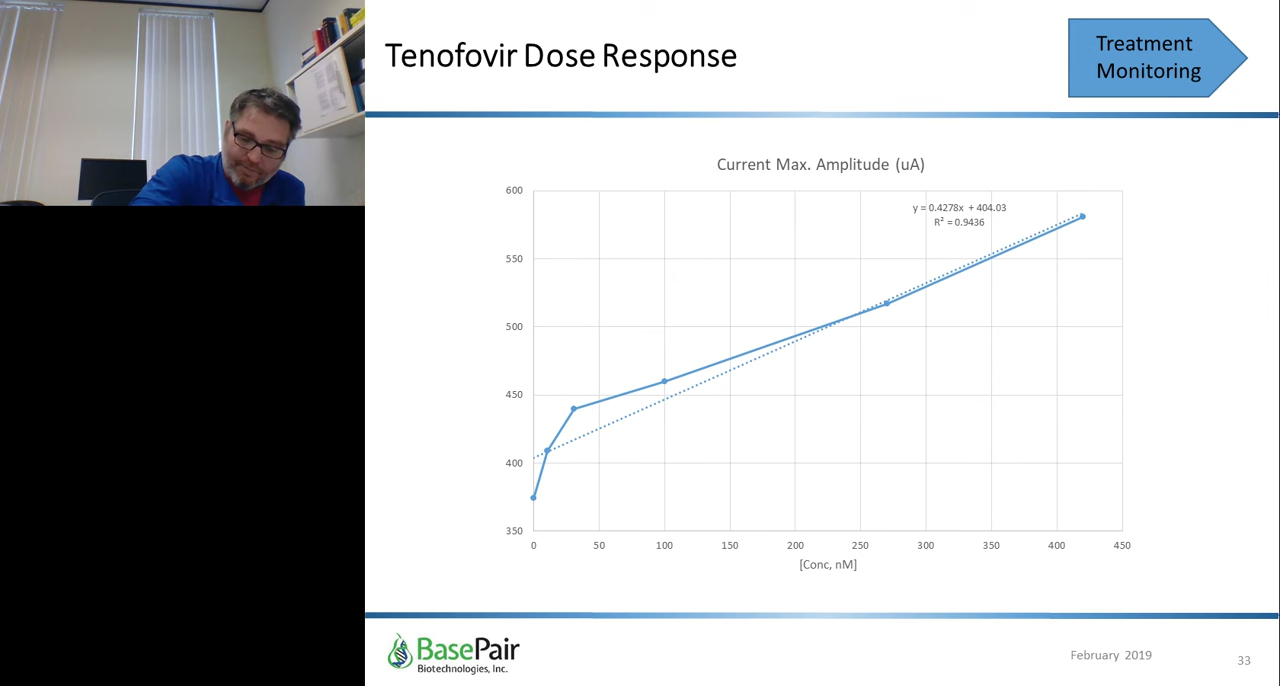 Tenofovir Dose Response
Treatment
Monitoring
Current Max. Amplitude (uA)
y = 0.4278x + 404.03
R² = 0.9436
600
550
500
450
400
350
0 50 100 150 200 250 300 350 400 450
[Conc, nM]
BasePair
Biotechnologies, Inc.
February 2019
33